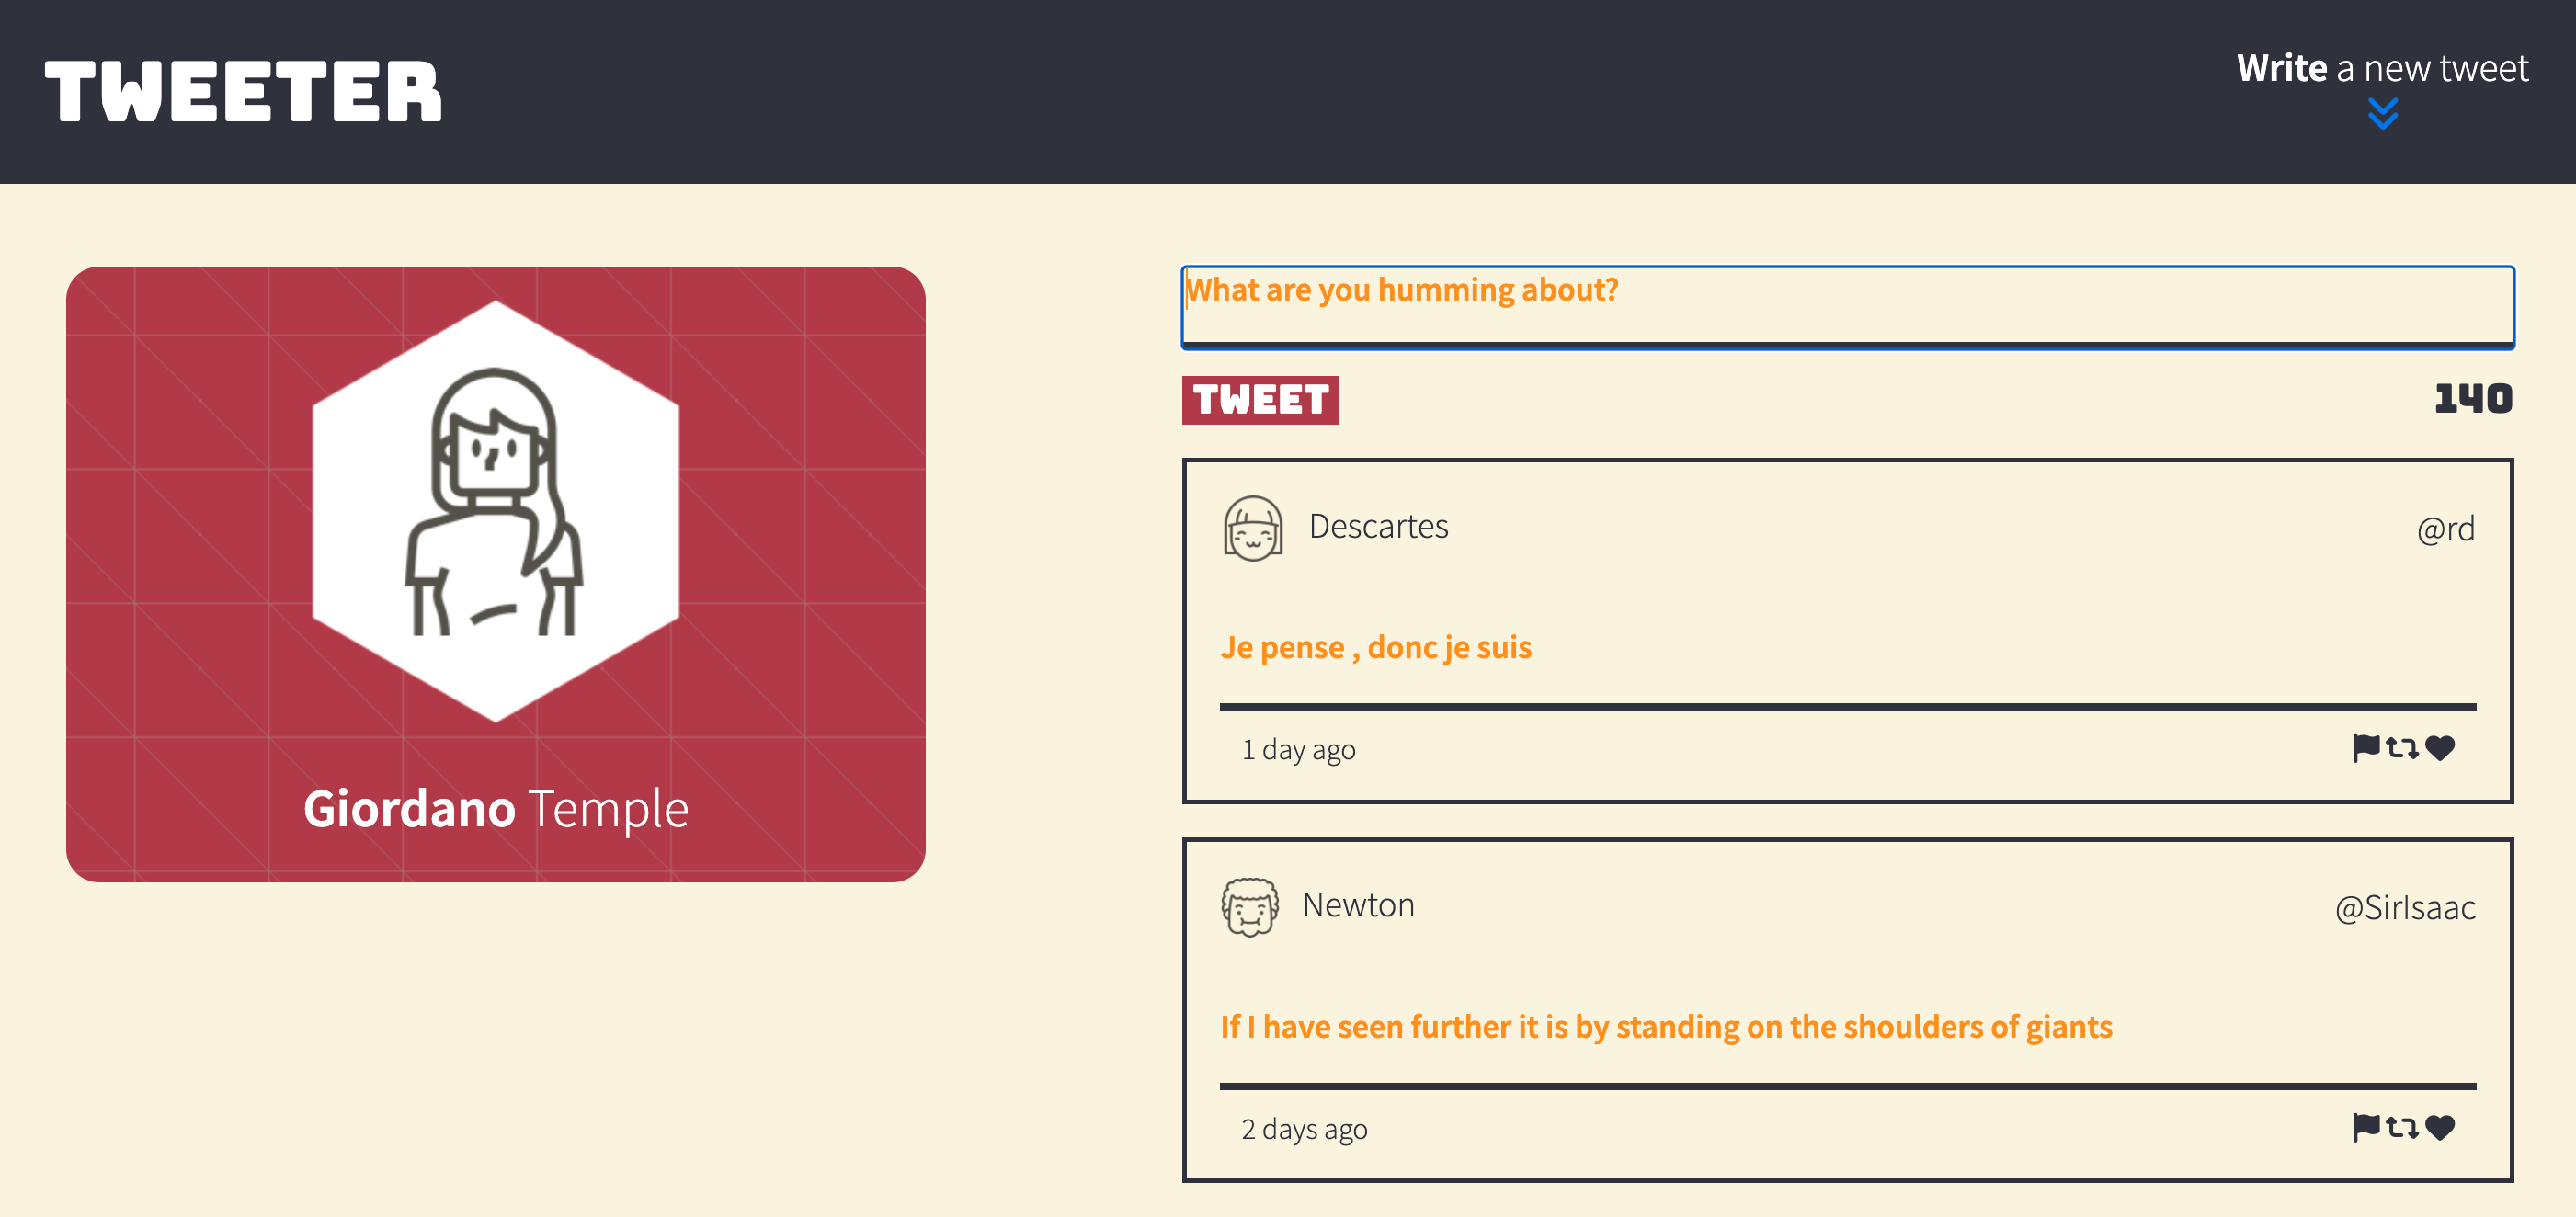 TWEETER
Write a new tweet
Giordano Temple
What are you humming about?
TWEET
140
Descartes
@rd
Je pense , donc je suis
1 day ago
Newton
@SirIsaac
If I have seen further it is by standing on the shoulders of giants
2 days ago